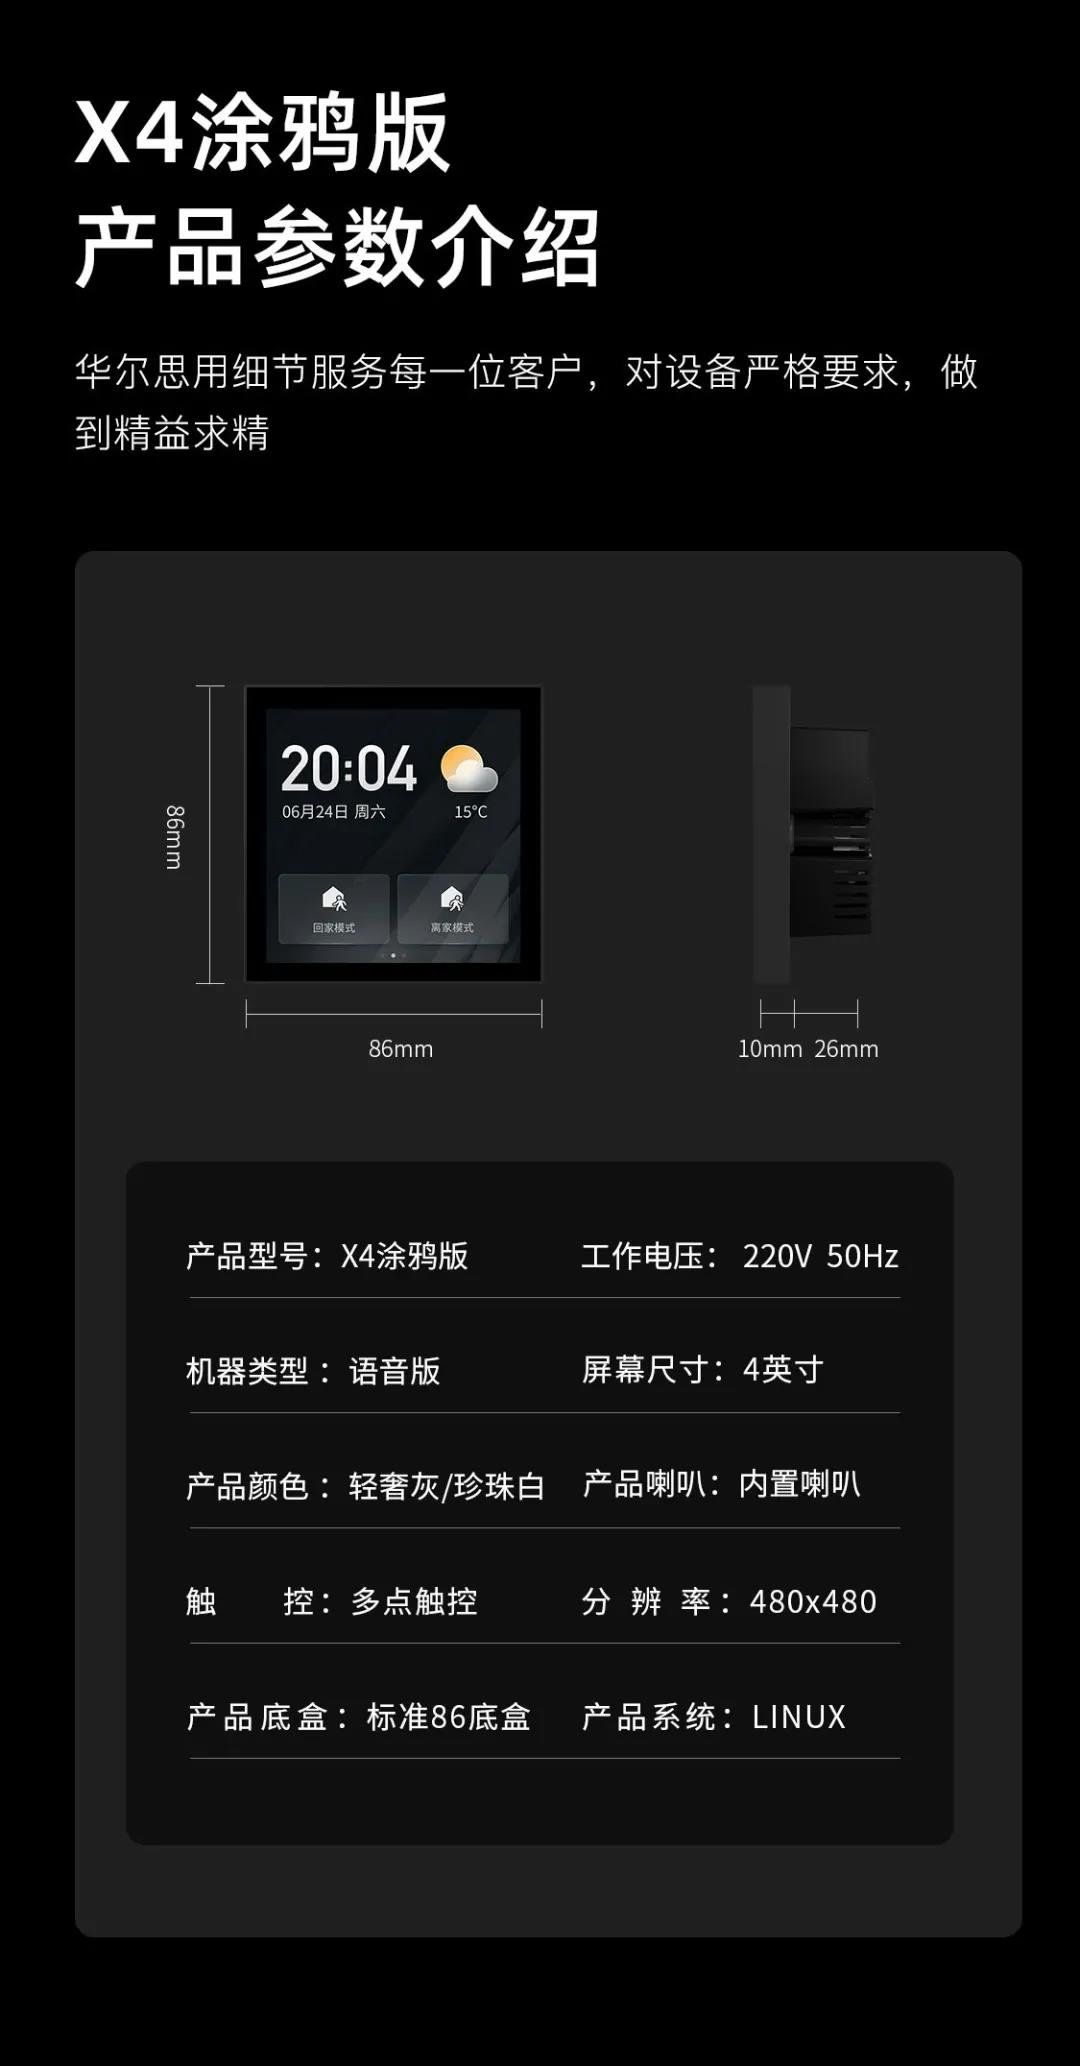 X4涂鸦版
产品参数介绍
华尔思用细节服务每一位客户，对设备严格要求，做
到精益求精
20:04
06月24日 周六
15°C
86mm
回家模式
离家模式
86mm
10mm 26mm
产品型号：X4涂鸦版
工作电压： 220V 50Hz
机器类型 ： 语音版
屏幕尺寸：4英寸
产品颜色 ： 轻奢灰/珍珠白
产品喇叭：内置喇叭
触 控 ： 多点触控
分 辨 率 ： 480x480
产 品 底 盒 ： 标准86底盒
产品系统：LINUX